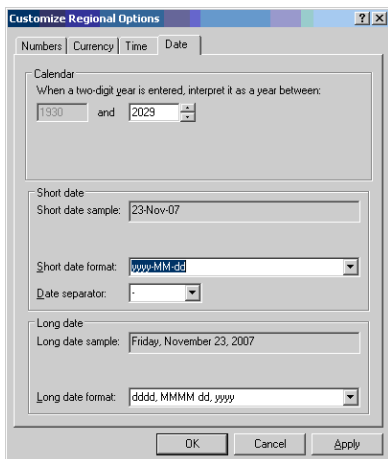 Customize Regional Options
Numbers Currency Time Date
Calendar
When a two-digit year is entered, interpret it as a year between:
1930 and 2029
Short date
Short date sample: 23-Nov-07
Short date format: yyyy-MM-dd
Date separator: -
Long date
Long date sample: Friday, November 23, 2007
Long date format: dddd, MMMM dd, yyyy
OK Cancel Apply